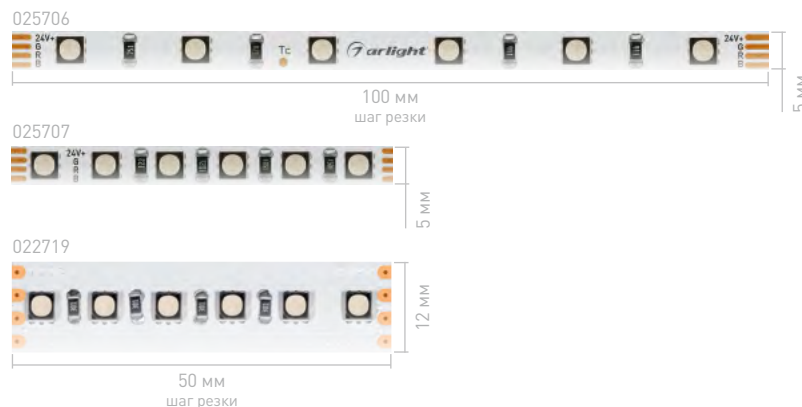 025706
24V+
G
R
B
Tc
arlight
24V+
G
R
B
100 мм
шаг резки
5 мм
025707
24V+
G
R
B
5 мм
022719
12 мм
50 мм
шаг резки